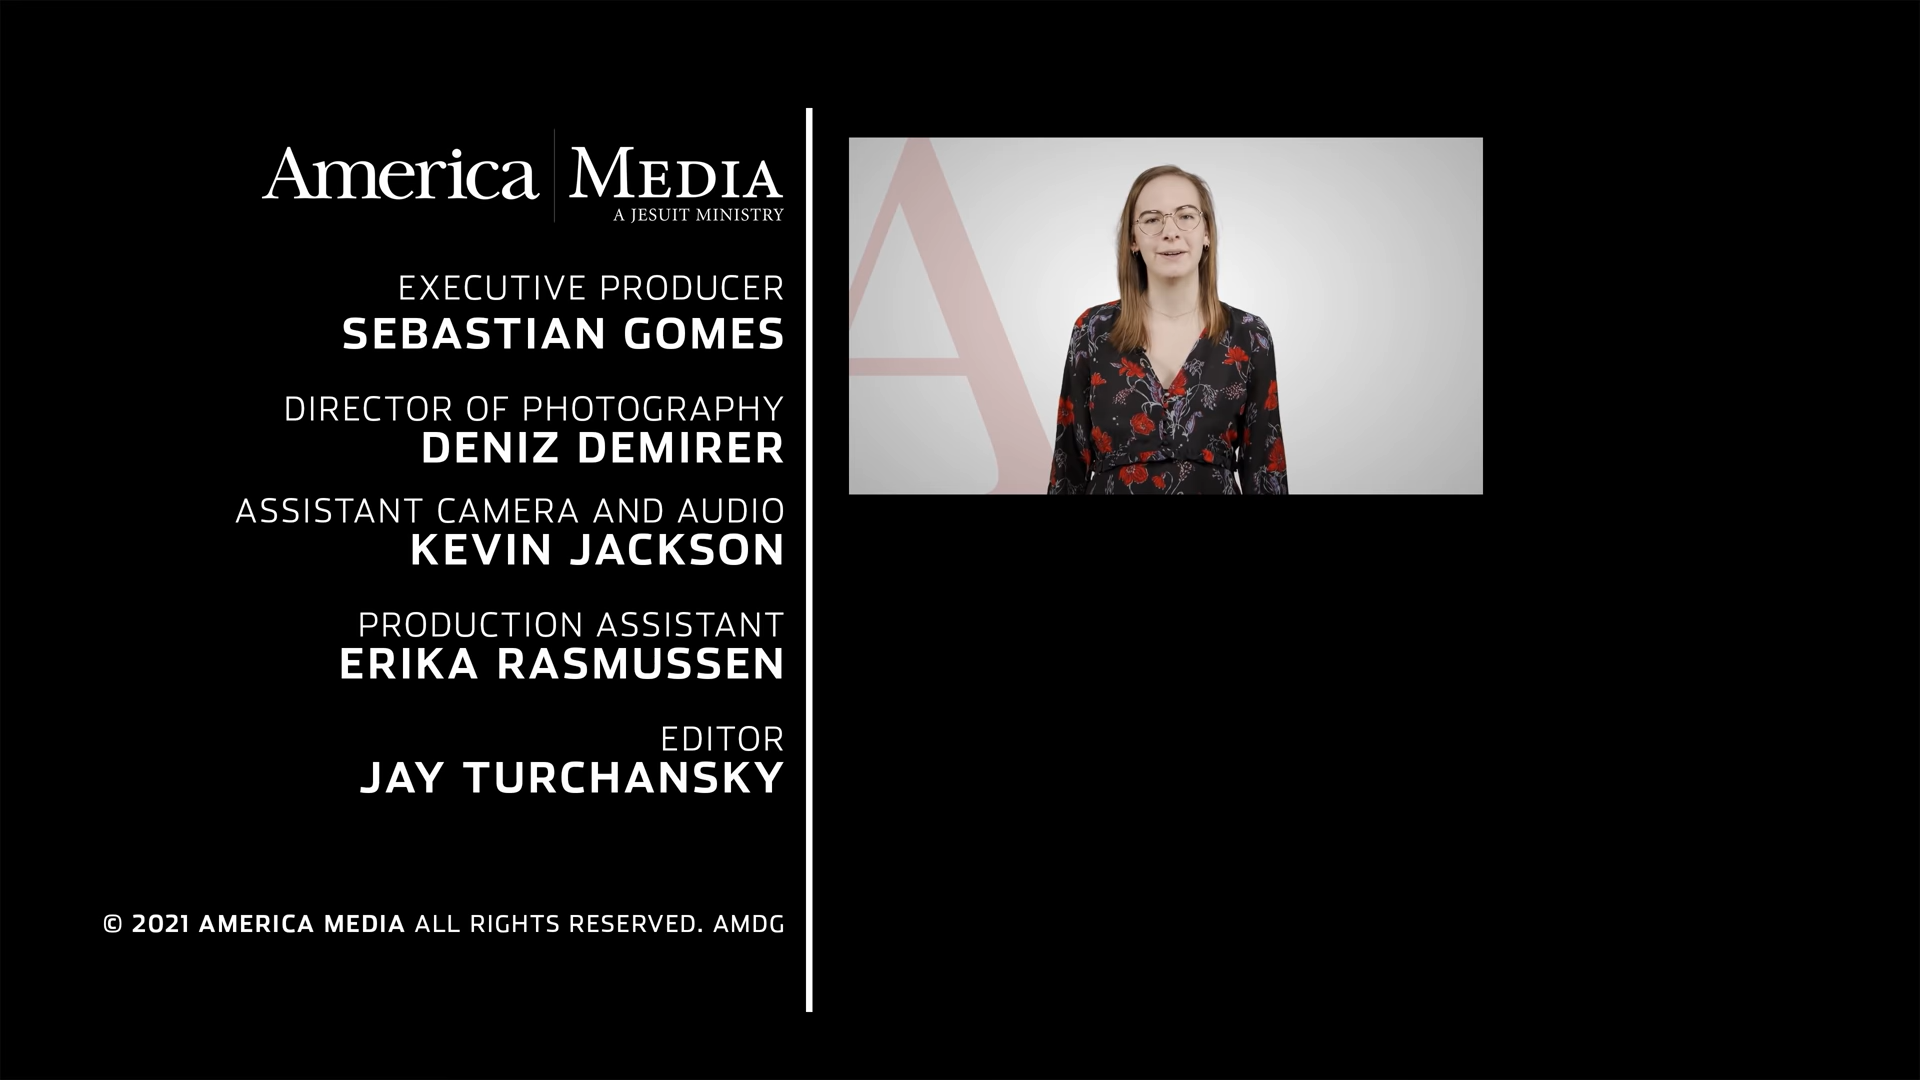 America | MEDIA
A JESUIT MINISTRY
EXECUTIVE PRODUCER
SEBASTIAN GOMES
DIRECTOR OF PHOTOGRAPHY
DENIZ DEMIRER
ASSISTANT CAMERA AND AUDIO
KEVIN JACKSON
PRODUCTION ASSISTANT
ERIKA RASMUSSEN
EDITOR
JAY TURCHANSKY
© 2021 AMERICA MEDIA ALL RIGHTS RESERVED. AMDG
A